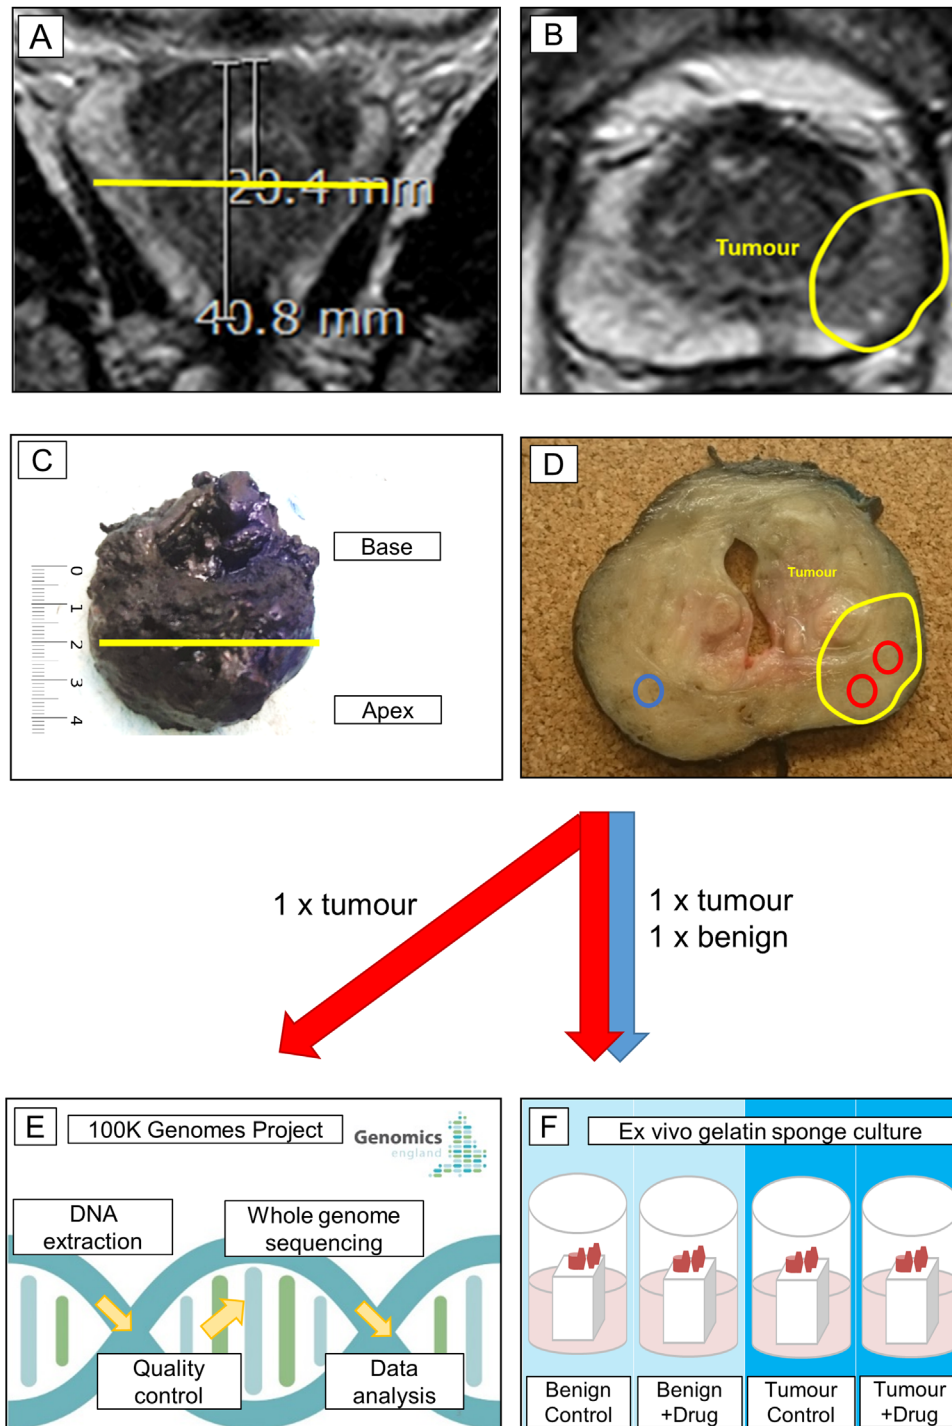 A
29.4 mm
40.8 mm
B
Tumour
C
Base
0
1
2
3
4
Apex
D
Tumour
1 x tumour
1 x tumour
1 x benign
E
100K Genomes Project
Genomics
england
DNA
extraction
Whole genome
sequencing
Quality
control
Data
analysis
F
Ex vivo gelatin sponge culture
Benign
Control
Benign
+Drug
Tumour
Control
Tumour
+Drug